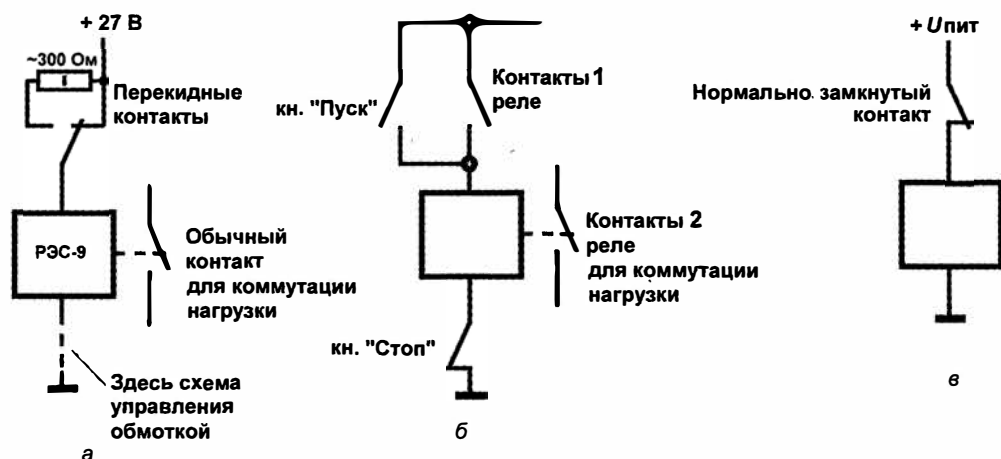 + 27 В
~300 Ом
Перекидные
контакты
РЭС-9
Обычный
контакт
для коммутации
нагрузки
Здесь схема
управления
обмоткой
а
кн. "Пуск"
Контакты 1
реле
Контакты 2
реле
для коммутации
нагрузки
кн. "Стоп"
б
+ Uпит
Нормально замкнутый
контакт
в